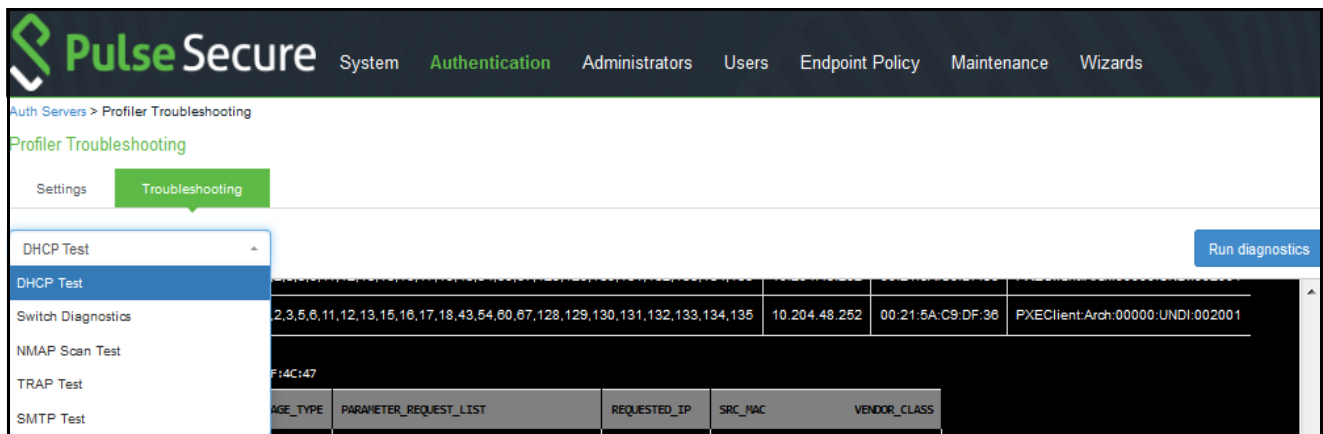 Pulse Secure System Authentication Administrators Users Endpoint Policy Maintenance Wizards
Auth Servers > Profiler Troubleshooting
Profiler Troubleshooting
Settings Troubleshooting
DHCP Test Run diagnostics
DHCP Test
Switch Diagnostics ,2,3,5,6,11,12,13,15,16,17,18,43,54,60,67,128,129,130,131,132,133,134,135 10.204.48.252 00:21:5A:C9:DF:36 PXEClient:Arch:00000:UNDI:002001
NMAP Scan Test
TRAP Test F:4C:47
SMTP Test AGE_TYPE PARAMETER_REQUEST_LIST REQUESTED_IP SRC_MAC VENDOR_CLASS